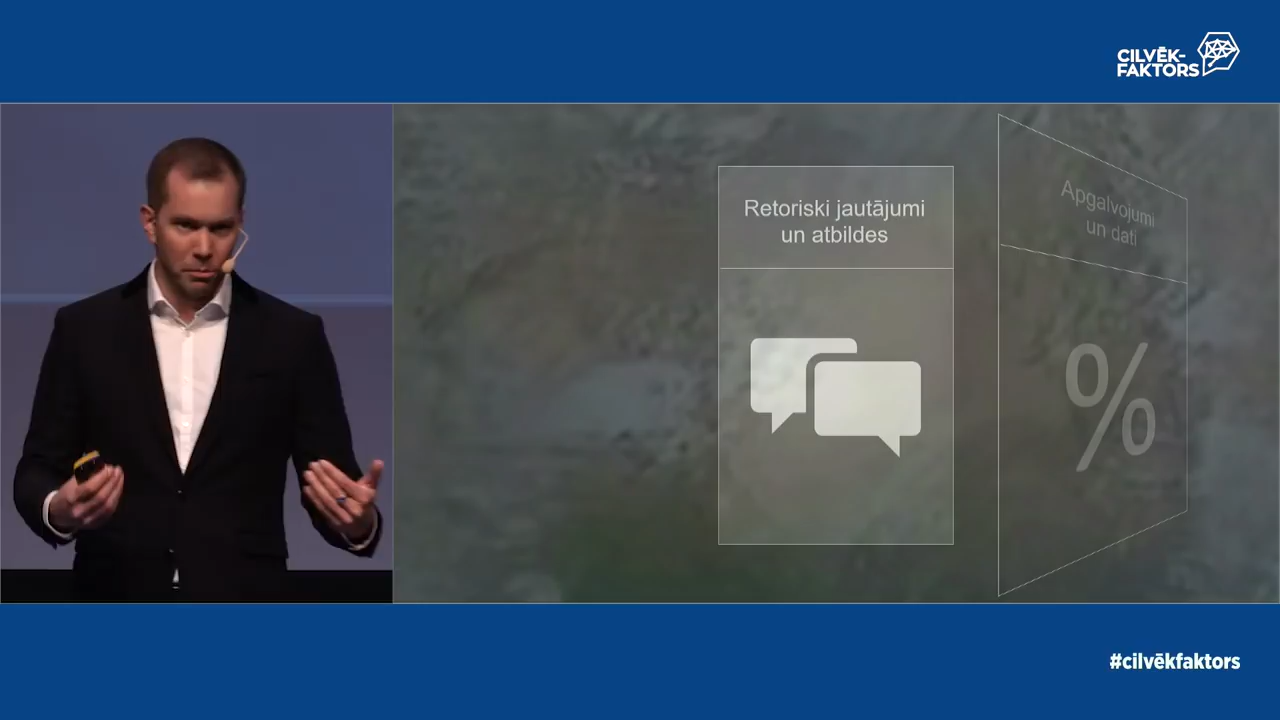 CILVĒK-
FAKTORS
Retoriski jautājumi
un atbildes
Apgalvojumi
un dati
%
#cilvēkfaktors